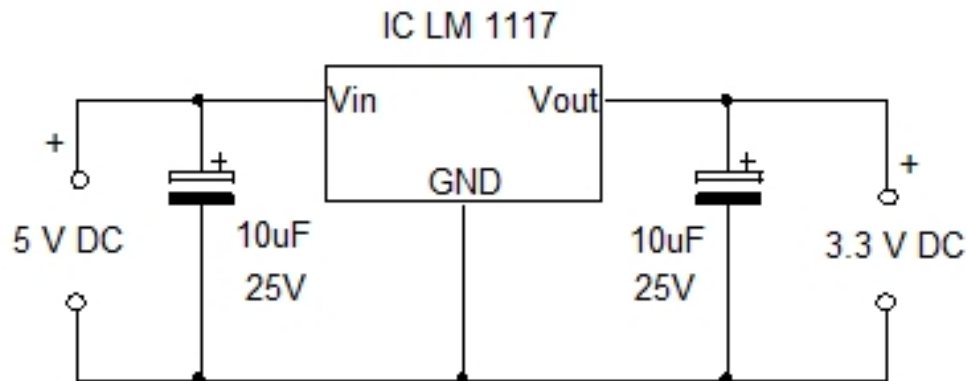 IC LM 1117
Vin
Vout
GND
+
+
+
+
5 V DC
10uF
25V
10uF
25V
3.3 V DC